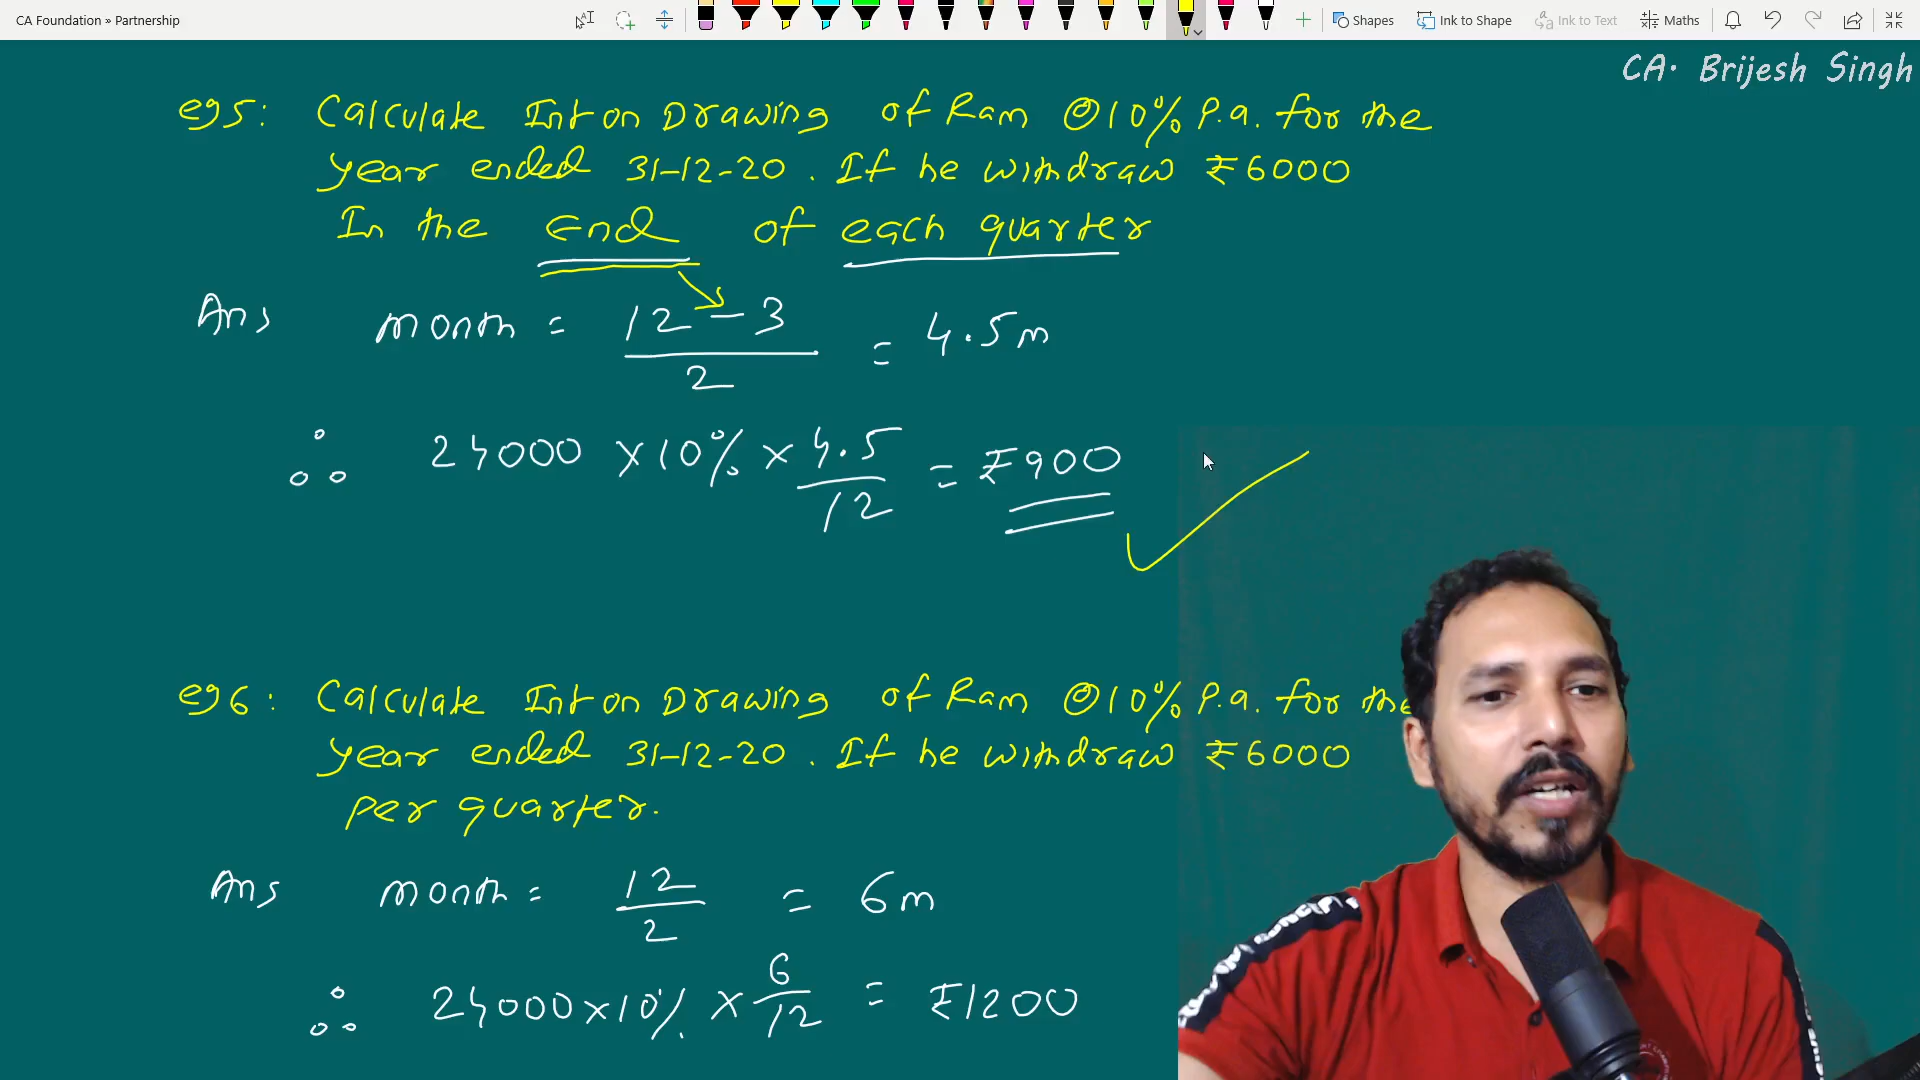 CA Foundation » Partnership
Shapes Ink to Shape Ink to Text Maths
CA. Brijesh Singh
eg5: Calculate Int on Drawing of Ram @10% P.a. for the
year ended 31-12-20. If he withdraw ₹6000
In the End of each quarter
Ans month = 12-3/2 = 4.5m
∴ 24000 × 10% × 4.5/12 = ₹900
eg6: Calculate Int on Drawing of Ram @10% P.a. for the
year ended 31-12-20. If he withdraw ₹6000
per quarter.
Ans month = 12/2 = 6m
∴ 24000×10% × 6/12 = ₹1200